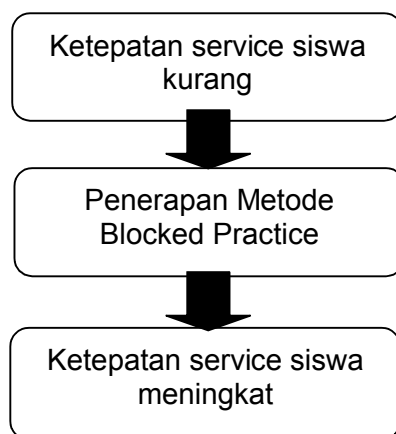 Ketepatan service siswa
kurang
Penerapan Metode
Blocked Practice
Ketepatan service siswa
meningkat